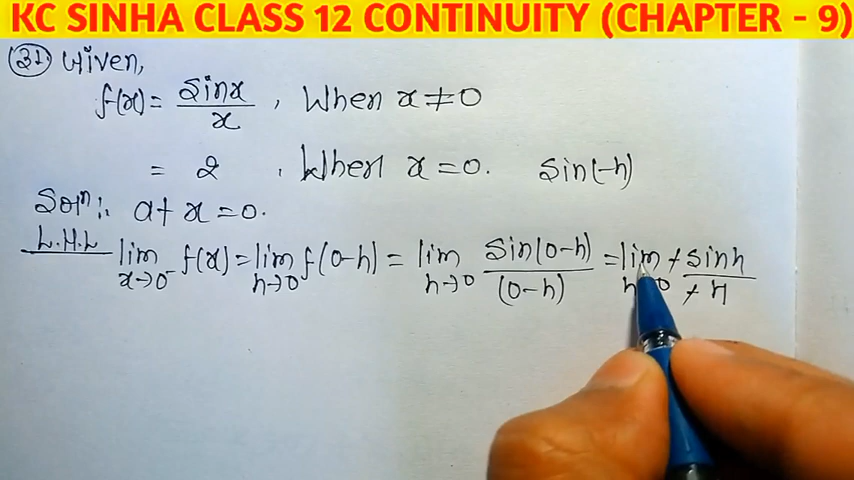 KC SINHA CLASS 12 CONTINUITY (CHAPTER - 9)
31. Given,
f(x) = sinx/x , When x ≠ 0
= 2 , When x = 0. Sin(-h)
Soln:. at x = 0.
L.H.L lim x→0⁻ f(x) = lim h→0 f(0-h) = lim h→0 Sin(0-h)/(0-h) = lim h→0 + sinh/+h